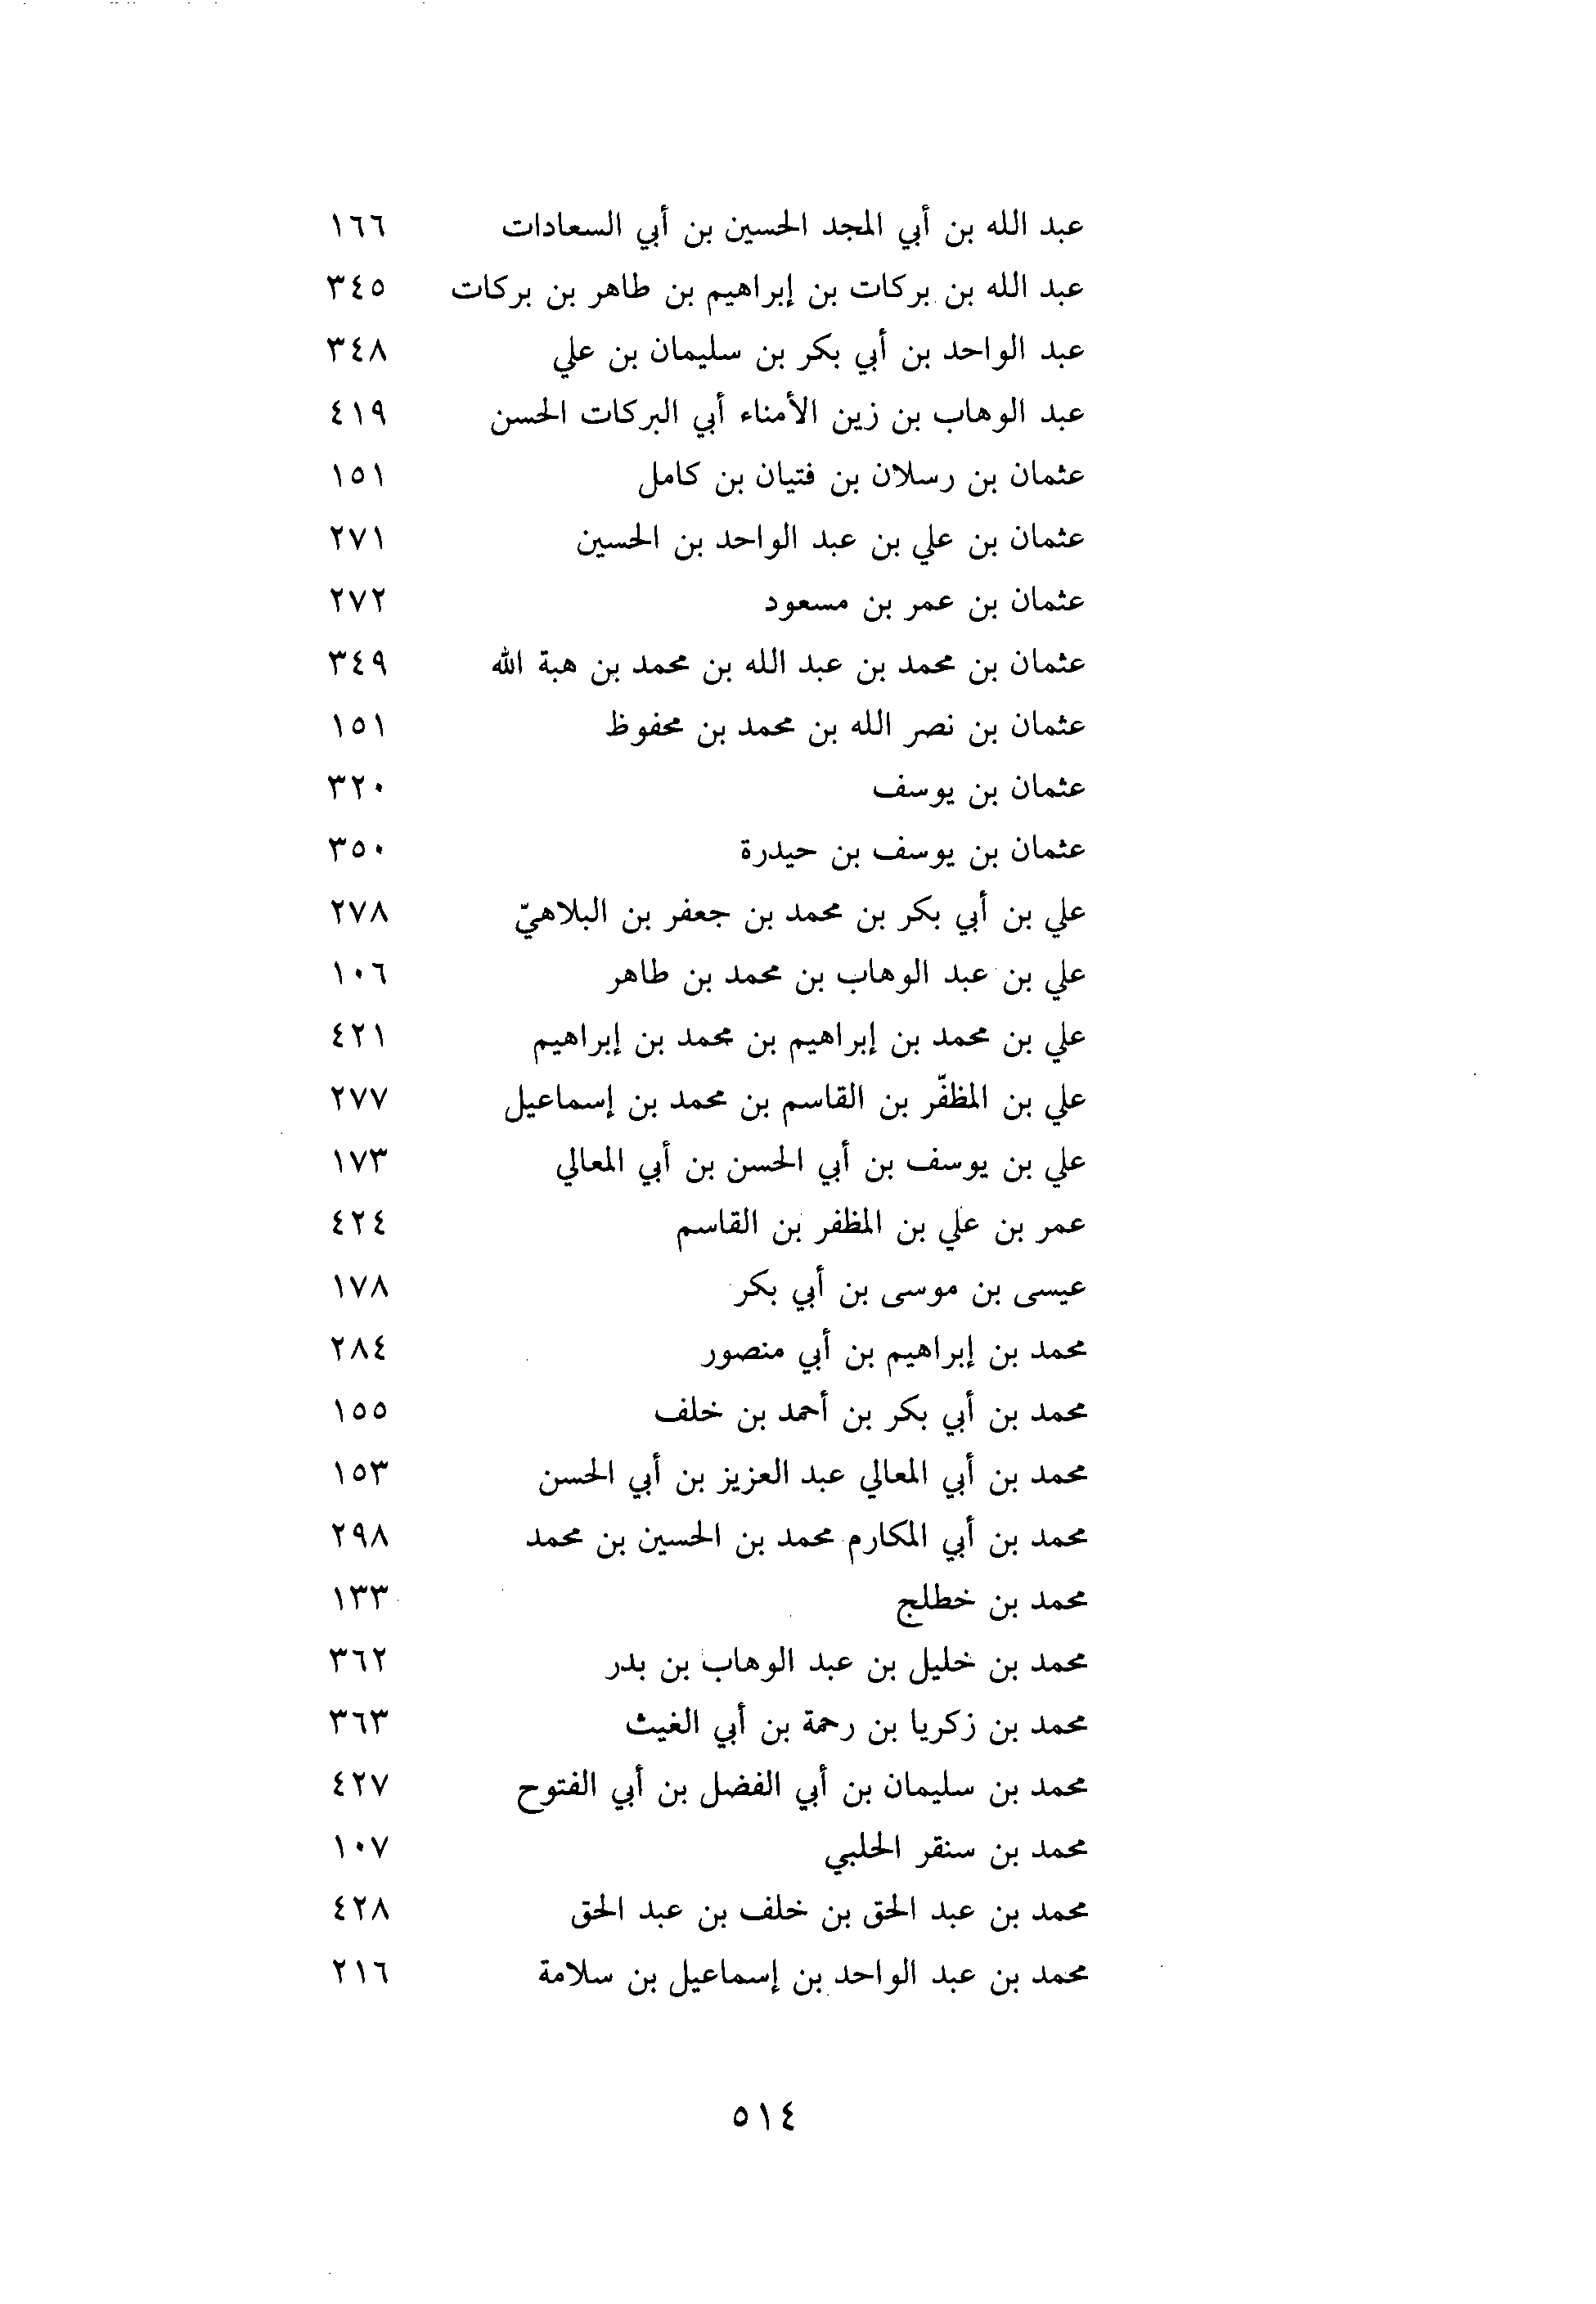 عبد الله بن أبي المجد الحسين بن أبي السعادات ١٦٦
عبد الله بن بركات بن إبراهيم بن طاهر بن بركات ٣٤٥
عبد الواحد بن أبي بكر بن سليمان بن علي ٣٤٨
عبد الوهاب بن زين الأمناء أبي البركات الحسن ٤١٩
عثمان بن رسلان بن فتيان بن كامل ١٥١
عثمان بن علي بن عبد الواحد بن الحسين ٢٧١
عثمان بن عمر بن مسعود ٢٧٢
عثمان بن محمد بن عبد الله بن محمد بن هبة الله ٣٤٩
عثمان بن نصر الله بن محمد بن محفوظ ١٥١
عثمان بن يوسف ٣٢٠
عثمان بن يوسف بن حيدرة ٣٥٠
علي بن أبي بكر بن محمد بن جعفر بن البلاهيّ ٢٧٨
علي بن عبد الوهاب بن محمد بن طاهر ١٠٦
علي بن محمد بن إبراهيم بن محمد بن إبراهيم ٤٢١
علي بن المظفّر بن القاسم بن محمد بن إسماعيل ٢٧٧
علي بن يوسف بن أبي الحسن بن أبي المعالي ١٧٣
عمر بن علي بن المظفر بن القاسم ٤٢٤
عيسى بن موسى بن أبي بكر ١٧٨
محمد بن إبراهيم بن أبي منصور ٢٨٤
محمد بن أبي بكر بن أحمد بن خلف ١٥٥
محمد بن أبي المعالي عبد العزيز بن أبي الحسن ١٥٣
محمد بن أبي المكارم محمد بن الحسين بن محمد ٢٩٨
محمد بن خطلج ١٣٣
محمد بن خليل بن عبد الوهاب بن بدر ٣٦٢
محمد بن زكريا بن رحمة بن أبي الغيث ٣٦٣
محمد بن سليمان بن أبي الفضل بن أبي الفتوح ٤٢٧
محمد بن سنقر الحلبي ١٠٧
محمد بن عبد الحق بن خلف بن عبد الحق ٤٢٨
محمد بن عبد الواحد بن إسماعيل بن سلامة ٢١٦
٥١٤